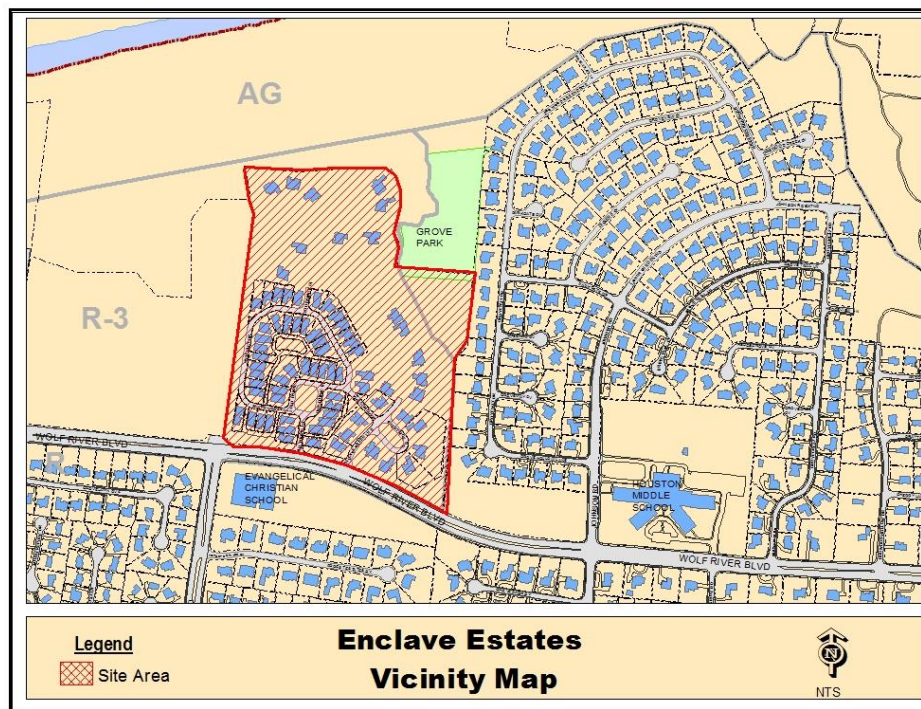 AG
GROVE
PARK
R-3
WOLF RIVER BLVD
R
EVANGELICAL
CHRISTIAN
SCHOOL
WOLF RIVER BLVD
HOUSTON
MIDDLE
SCHOOL
WOLF RIVER BLVD
Legend
Site Area
Enclave Estates
Vicinity Map
N
NTS